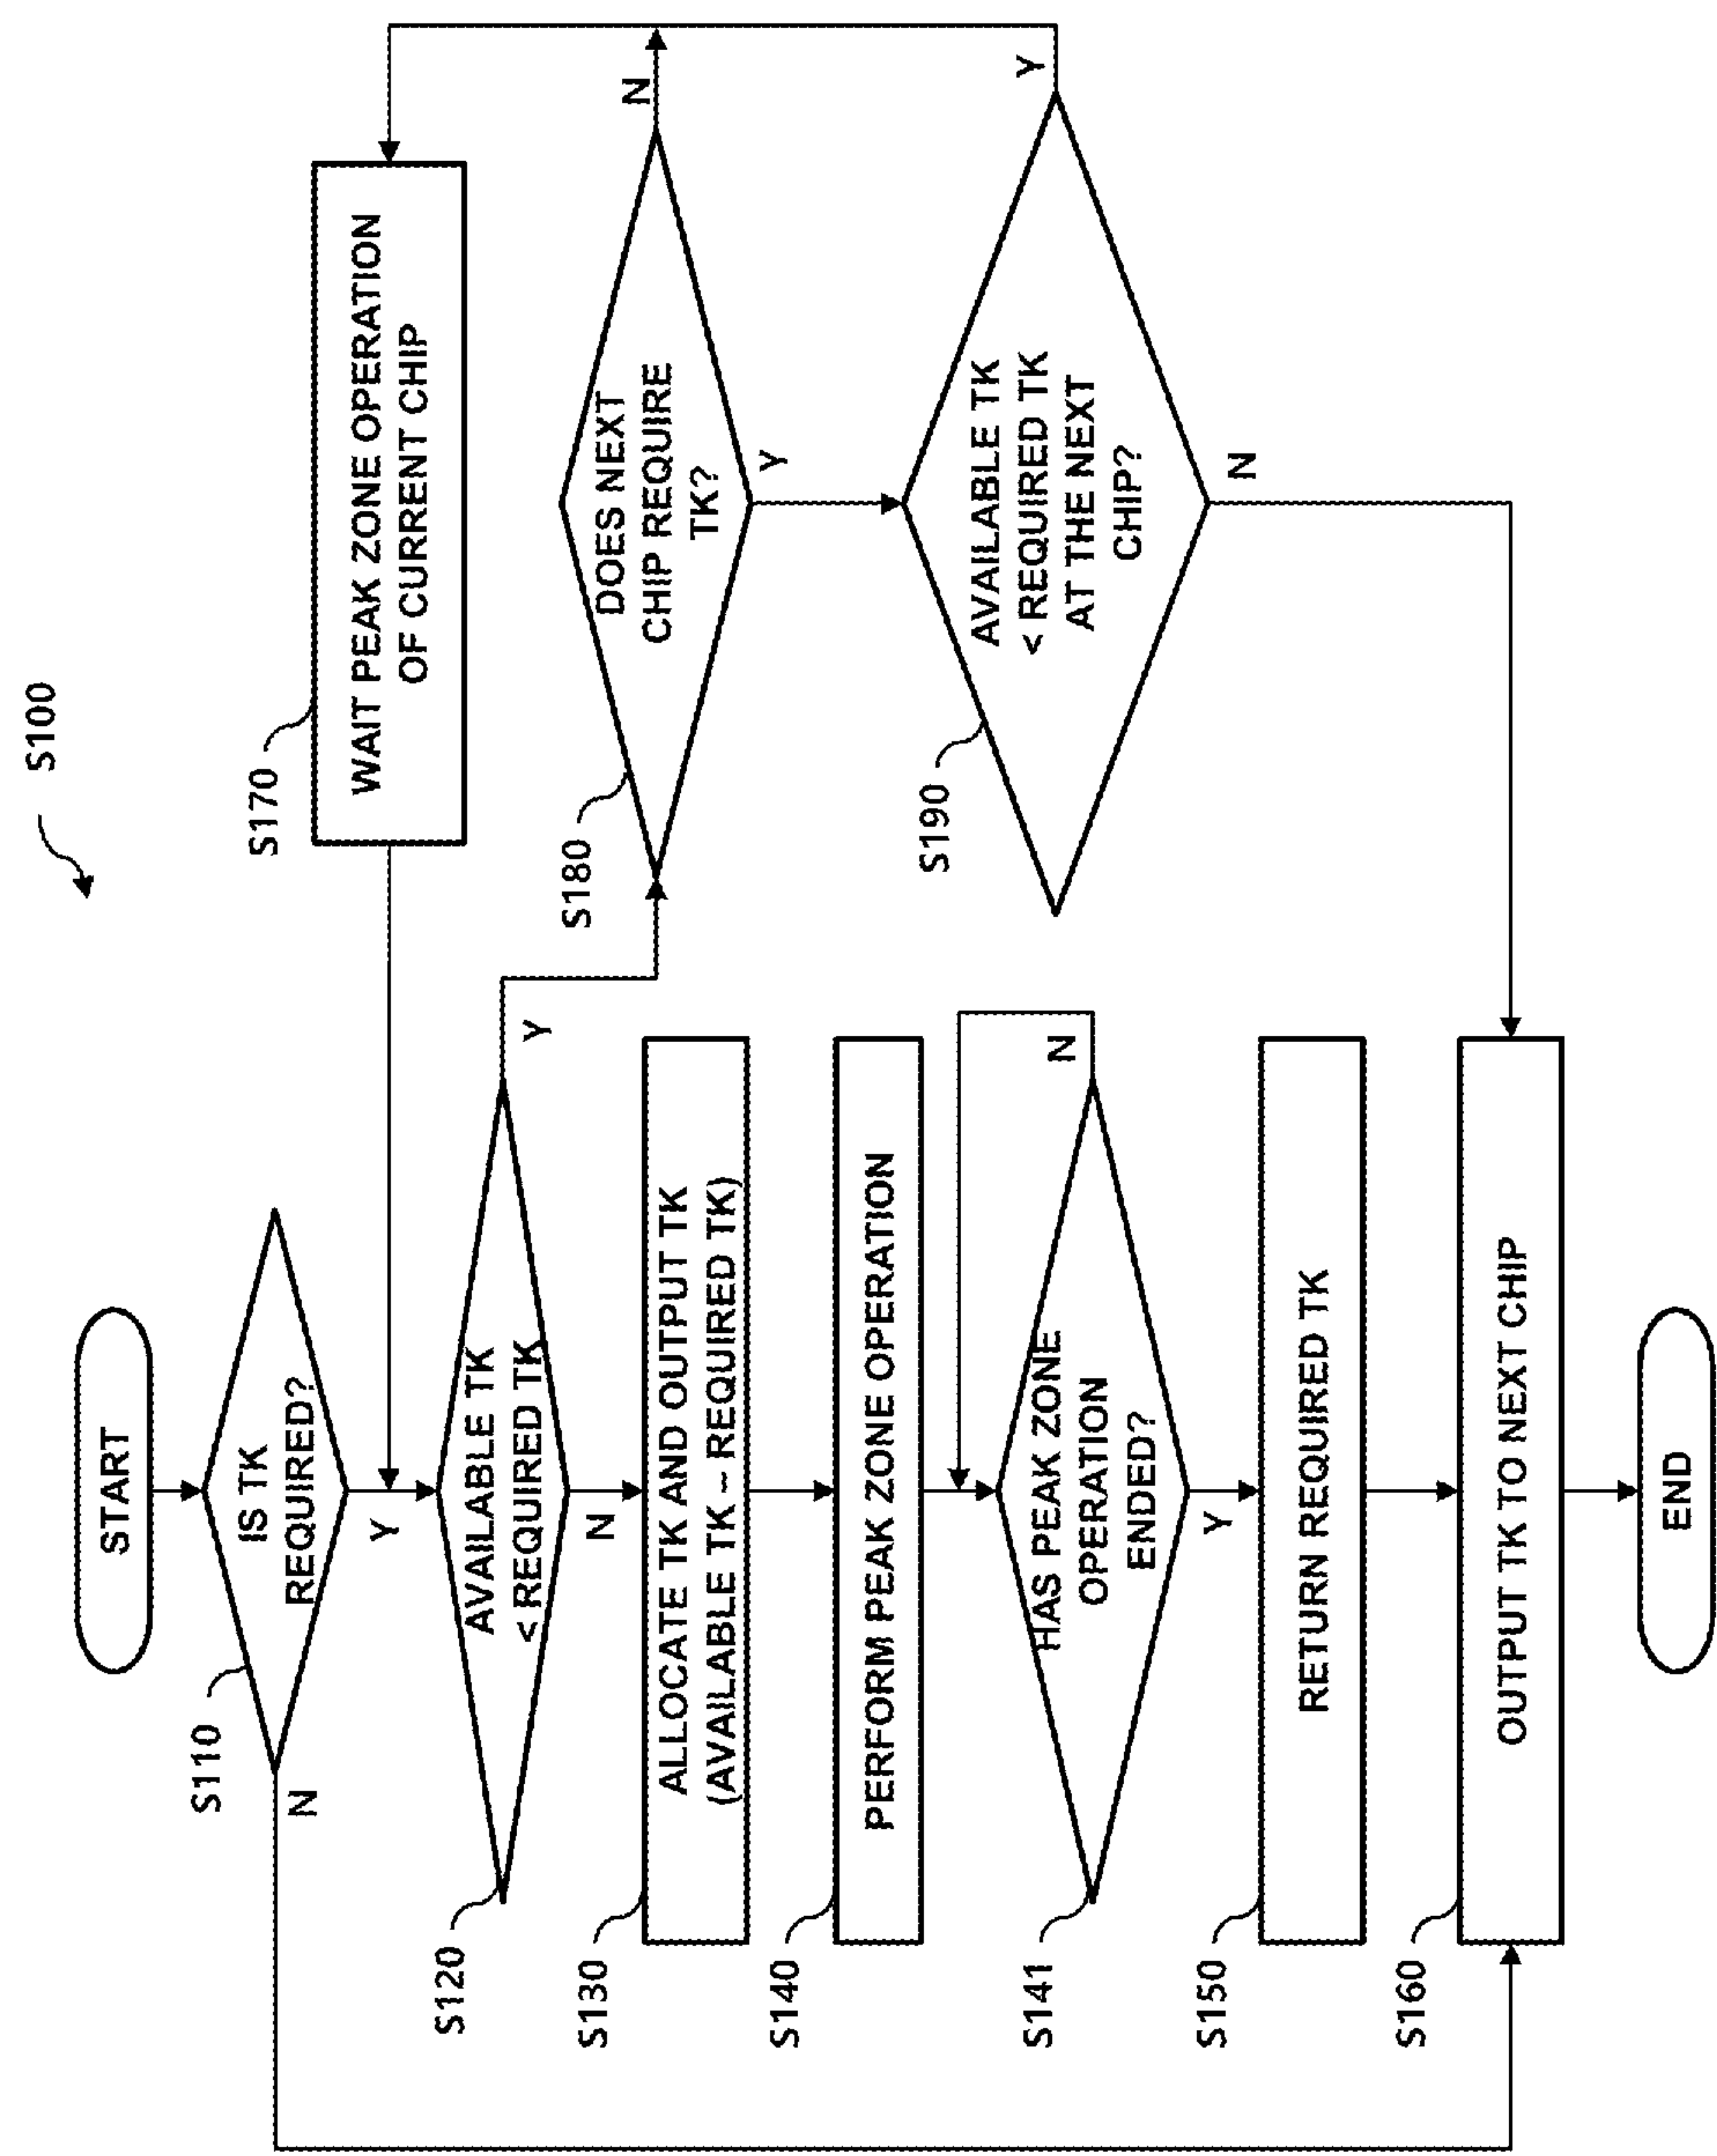 S100
START
IS TK
REQUIRED?
S110
N
Y
AVAILABLE TK
< REQUIRED TK
S120
Y
N
ALLOCATE TK AND OUTPUT TK
(AVAILABLE TK – REQUIRED TK)
S130
PERFORM PEAK ZONE OPERATION
S140
HAS PEAK ZONE
OPERATION
ENDED?
S141
N
Y
RETURN REQUIRED TK
S150
OUTPUT TK TO NEXT CHIP
S160
END
WAIT PEAK ZONE OPERATION
OF CURRENT CHIP
S170
DOES NEXT
CHIP REQUIRE
TK?
S180
N
Y
AVAILABLE TK
< REQUIRED TK
AT THE NEXT
CHIP?
S190
Y
N